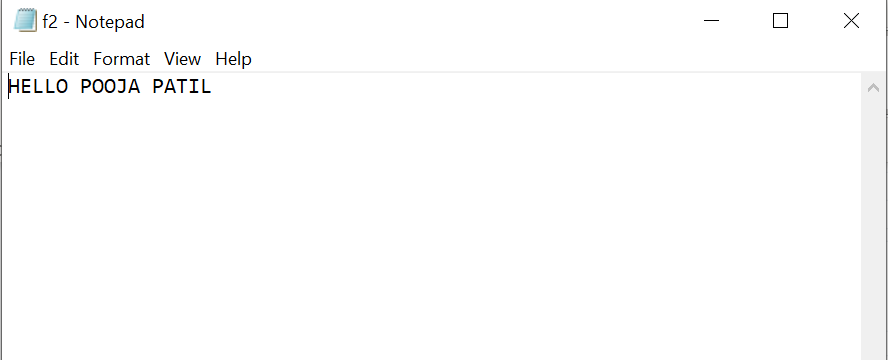 f2 - Notepad
File Edit Format View Help
HELLO POOJA PATIL